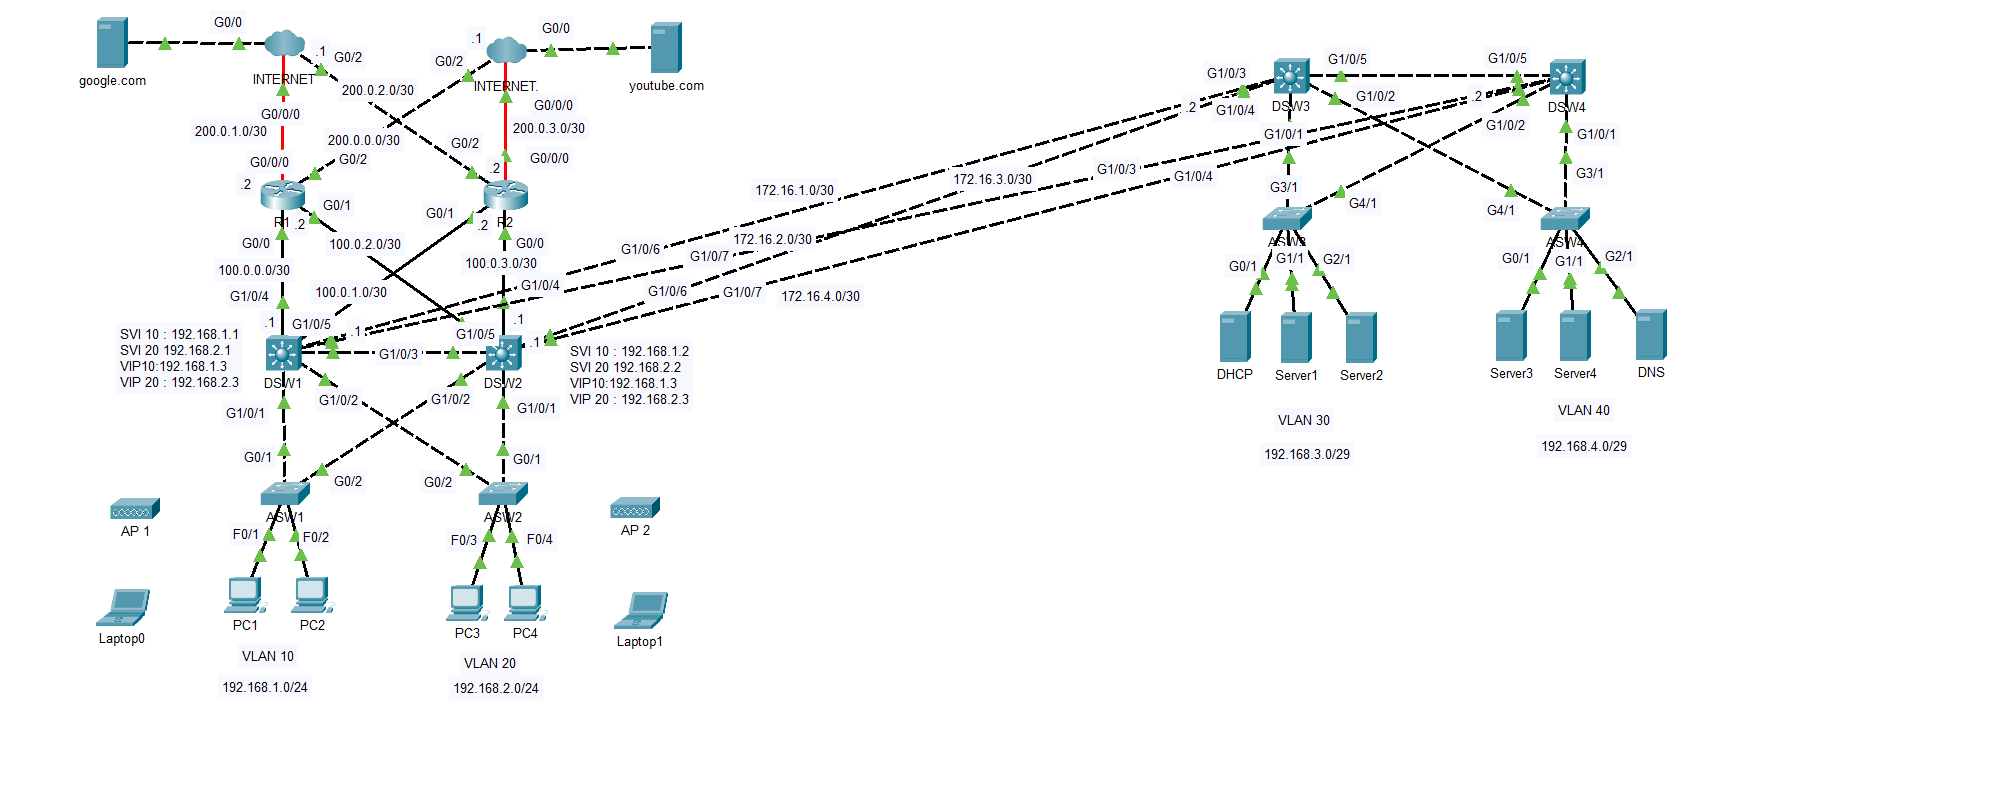 G0/0
G0/0
.1
.1
G0/2
G0/2
google.com
INTERNET
INTERNET.
youtube.com
200.0.2.0/30
G0/0/0
G0/0/0
200.0.1.0/30
200.0.0.0/30
200.0.3.0/30
G0/0/0
G0/2
G0/2
G0/0/0
.2
.2
R1
.2
G0/1
G0/1
.2
R2
G0/0
100.0.2.0/30
G0/0
100.0.0.0/30
100.0.3.0/30
G1/0/4
100.0.1.0/30
G1/0/4
.1
G1/0/5
.1
G1/0/5
.1
.1
SVI 10 : 192.168.1.1
SVI 20 192.168.2.1
VIP10:192.168.1.3
VIP 20 : 192.168.2.3
DSW1
G1/0/3
DSW2
SVI 10 : 192.168.1.2
SVI 20 192.168.2.2
VIP10:192.168.1.3
VIP 20 : 192.168.2.3
G1/0/1
G1/0/2
G1/0/2
G1/0/1
G0/1
G0/2
G0/2
G0/1
ASW1
ASW2
AP 1
AP 2
F0/1
F0/2
F0/3
F0/4
Laptop0
PC1
PC2
PC3
PC4
Laptop1
VLAN 10
VLAN 20
192.168.1.0/24
192.168.2.0/24
G1/0/6
G1/0/7
G1/0/6
G1/0/7
172.16.1.0/30
172.16.3.0/30
172.16.2.0/30
172.16.4.0/30
G1/0/3
G1/0/4
G1/0/3
G1/0/4
.2
DSW3
G1/0/5
G1/0/5
G1/0/2
.2
DSW4
G1/0/1
G1/0/2
G1/0/1
G3/1
G4/1
G4/1
G3/1
ASW3
ASW4
G0/1
G1/1
G2/1
G0/1
G1/1
G2/1
DHCP
Server1
Server2
Server3
Server4
DNS
VLAN 30
VLAN 40
192.168.3.0/29
192.168.4.0/29